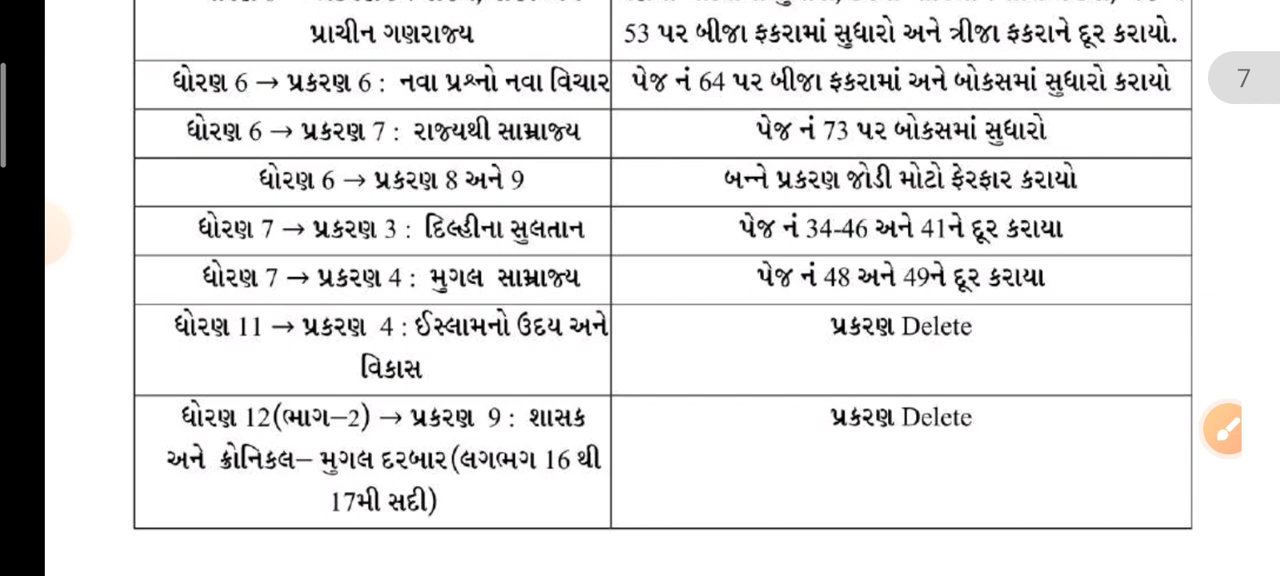 પ્રાચીન ગણરાજ્ય
53 પર બીજા ફકરામાં સુધારો અને ત્રીજા ફકરાને દૂર કરાયો.
ધોરણ 6 → પ્રકરણ 6 : નવા પ્રશ્નો નવા વિચાર
પેજ નં 64 પર બીજા ફકરામાં અને બોકસમાં સુધારો કરાયો
7
ધોરણ 6 → પ્રકરણ 7 : રાજ્યથી સામ્રાજ્ય
પેજ નં 73 પર બોકસમાં સુધારો
ધોરણ 6 → પ્રકરણ 8 અને 9
બન્ને પ્રકરણ જોડી મોટો ફેરફાર કરાયો
ધોરણ 7 → પ્રકરણ 3 : દિલ્હીના સુલતાન
પેજ નં 34-46 અને 41ને દૂર કરાયા
ધોરણ 7 → પ્રકરણ 4 : મુગલ સામ્રાજ્ય
પેજ નં 48 અને 49ને દૂર કરાયા
ધોરણ 11 → પ્રકરણ 4 : ઈસ્લામનો ઉદય અને
વિકાસ
પ્રકરણ Delete
ધોરણ 12(ભાગ–2) → પ્રકરણ 9 : શાસક
અને ક્રોનિકલ– મુગલ દરબાર(લગભગ 16 થી
17મી સદી)
પ્રકરણ Delete